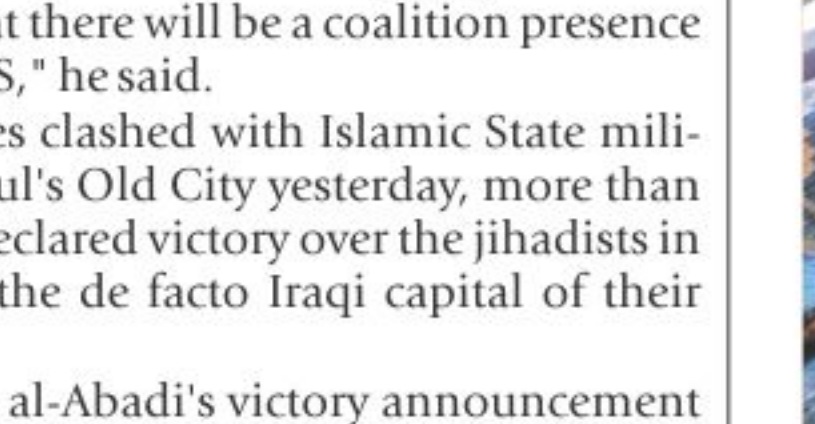 t there will be a coalition presence
S," he said.
es clashed with Islamic State mili-
ul's Old City yesterday, more than
eclared victory over the jihadists in
the de facto Iraqi capital of their
al-Abadi's victory announcement